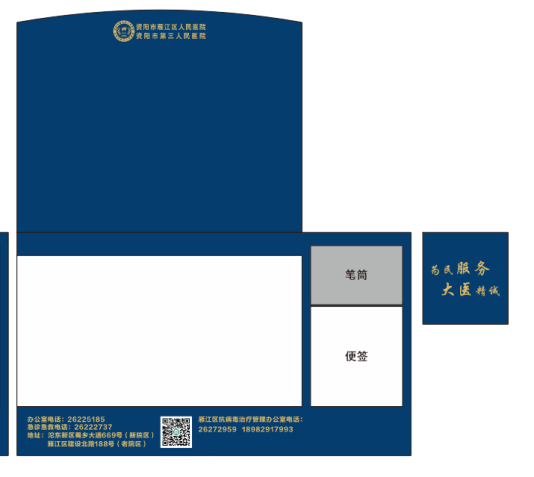 资阳市雁江区人民医院
资阳市第三人民医院
笔筒
为民服务
大医精诚
便签
办公室电话：26225185
急诊急救电话：26222737
地址：沱东新区蜀乡大道669号（新院区）
雁江区建设北路188号（老院区）
雁江区抗病毒治疗管理办公室电话：
26272959 18982917993